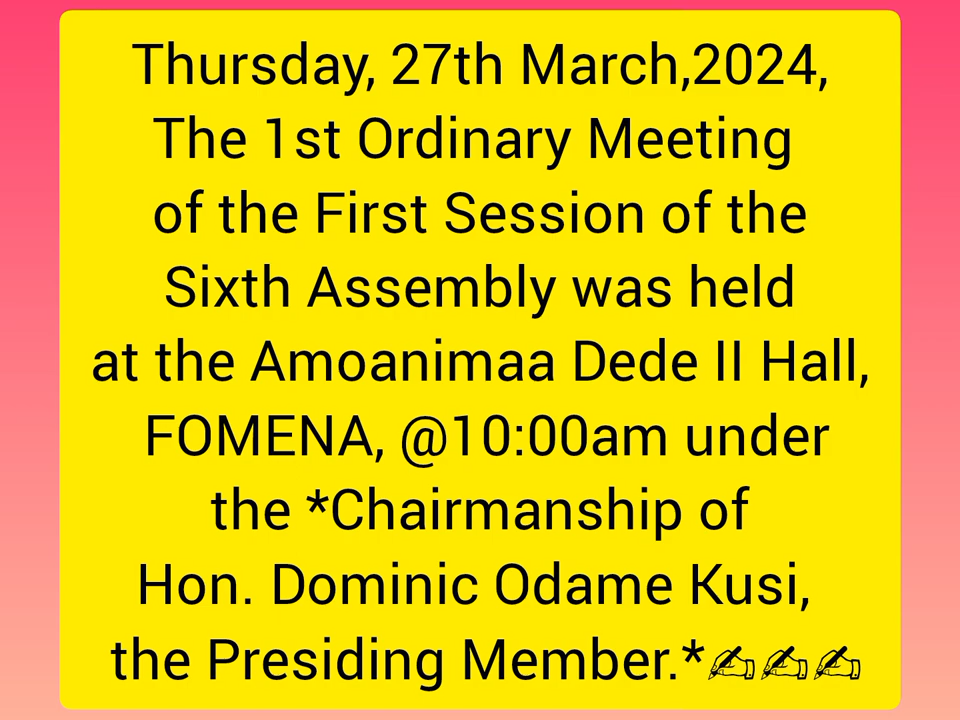 Thursday, 27th March,2024,
The 1st Ordinary Meeting
of the First Session of the
Sixth Assembly was held
at the Amoanimaa Dede II Hall,
FOMENA, @10:00am under
the *Chairmanship of
Hon. Dominic Odame Kusi,
the Presiding Member.*✍✍✍